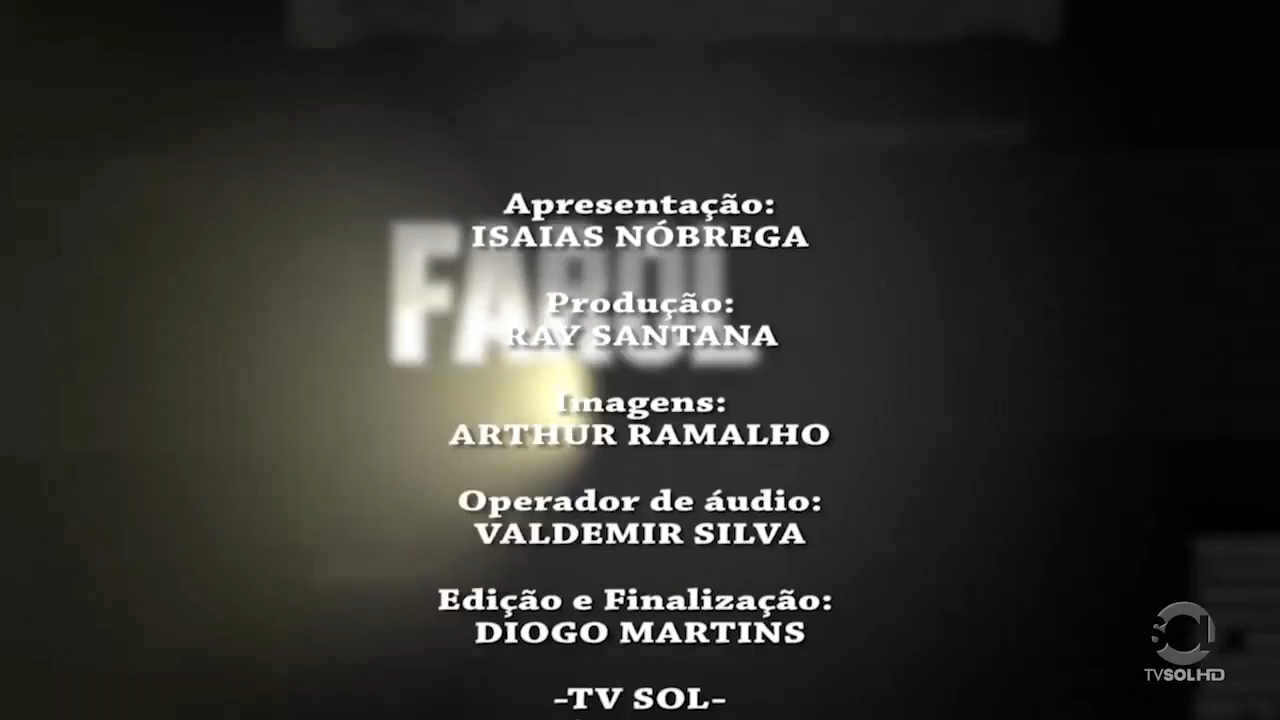 FAROL
Apresentação:
ISAIAS NÓBREGA
Produção:
RAY SANTANA
Imagens:
ARTHUR RAMALHO
Operador de áudio:
VALDEMIR SILVA
Edição e Finalização:
DIOGO MARTINS
-TV SOL-
SOL
TVSOLHD